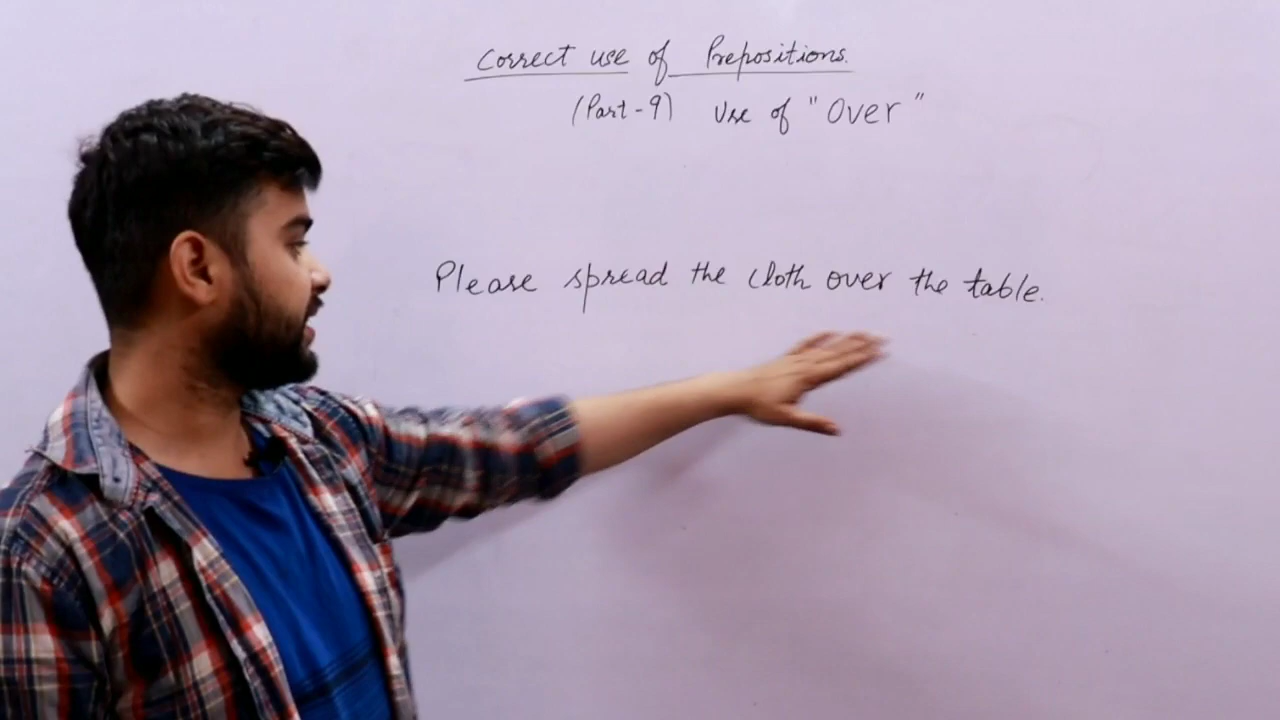 Correct use of Prepositions.
(Part-9) Use of "Over"
Please spread the cloth over the table.